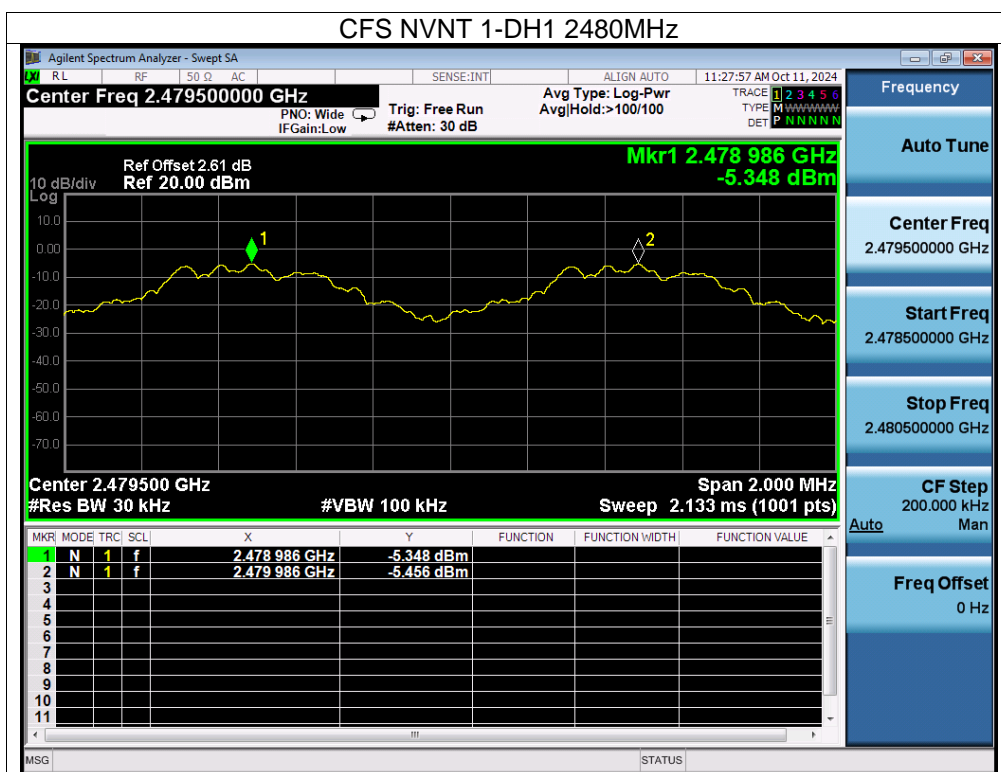 CFS NVNT 1-DH1 2480MHz
Agilent Spectrum Analyzer - Swept SA
LXI RL RF 50 Ω AC SENSE:INT ALIGN AUTO 11:27:57 AM Oct 11, 2024
Center Freq 2.479500000 GHz
PNO: Wide
IFGain:Low
Trig: Free Run
#Atten: 30 dB
Avg Type: Log-Pwr
Avg|Hold:>100/100
TRACE 1 2 3 4 5 6
TYPE M WWWWW
DET P N N N N N
Mkr1 2.478 986 GHz
-5.348 dBm
Ref Offset 2.61 dB
10 dB/div Ref 20.00 dBm
Log
10.0
0.00
-10.0
-20.0
-30.0
-40.0
-50.0
-60.0
-70.0
1
2
Center 2.479500 GHz Span 2.000 MHz
#Res BW 30 kHz #VBW 100 kHz Sweep 2.133 ms (1001 pts)
MKR MODE TRC SCL X Y FUNCTION FUNCTION WIDTH FUNCTION VALUE
1 N 1 f 2.478 986 GHz -5.348 dBm
2 N 1 f 2.479 986 GHz -5.456 dBm
3
4
5
6
7
8
9
10
11
MSG STATUS
Frequency
Auto Tune
Center Freq
2.479500000 GHz
Start Freq
2.478500000 GHz
Stop Freq
2.480500000 GHz
CF Step
200.000 kHz
Auto Man
Freq Offset
0 Hz